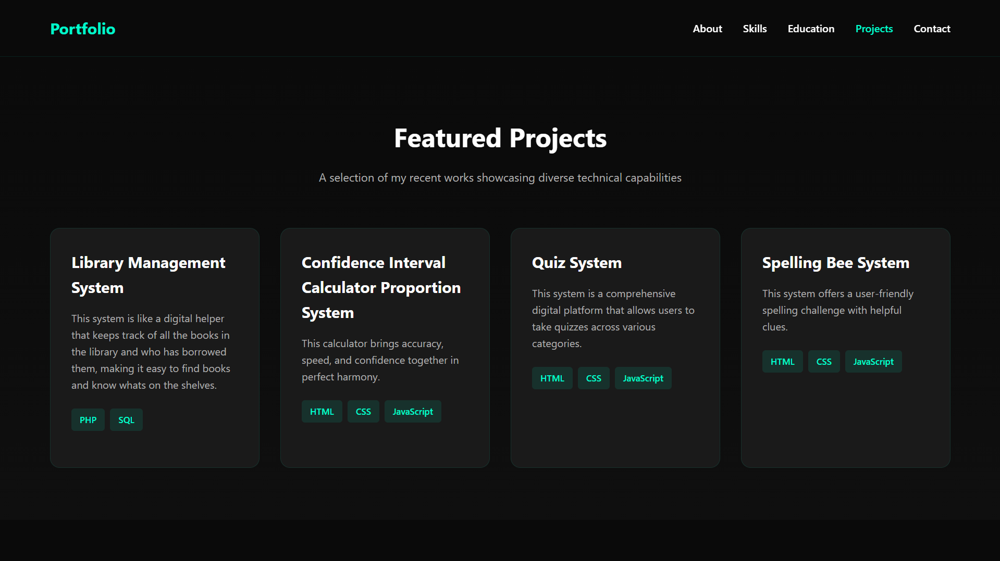 Portfolio
About Skills Education Projects Contact
Featured Projects
A selection of my recent works showcasing diverse technical capabilities
Library Management
System
This system is like a digital helper
that keeps track of all the books in
the library and who has borrowed
them, making it easy to find books
and know whats on the shelves.
PHP SQL
Confidence Interval
Calculator Proportion
System
This calculator brings accuracy,
speed, and confidence together in
perfect harmony.
HTML CSS JavaScript
Quiz System
This system is a comprehensive
digital platform that allows users to
take quizzes across various
categories.
HTML CSS JavaScript
Spelling Bee System
This system offers a user-friendly
spelling challenge with helpful
clues.
HTML CSS JavaScript